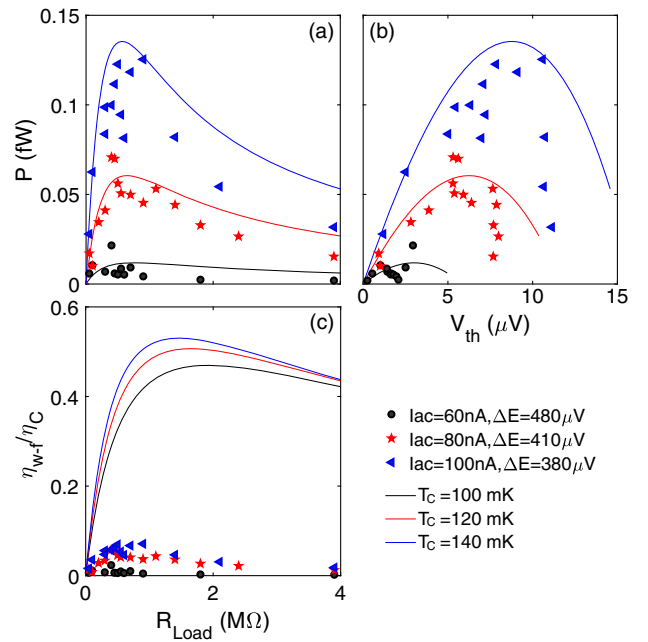 (a)
(b)
0.15
0.1
0.05
0
P (fW)
0 5 10 15
V_th (μV)
(c)
0.6
0.4
0.2
0
η_w-f/η_C
0 2 4
R_Load (MΩ)
Iac=60nA,ΔE=480μV
Iac=80nA,ΔE=410μV
Iac=100nA,ΔE=380μV
T_C = 100 mK
T_C = 120 mK
T_C = 140 mK